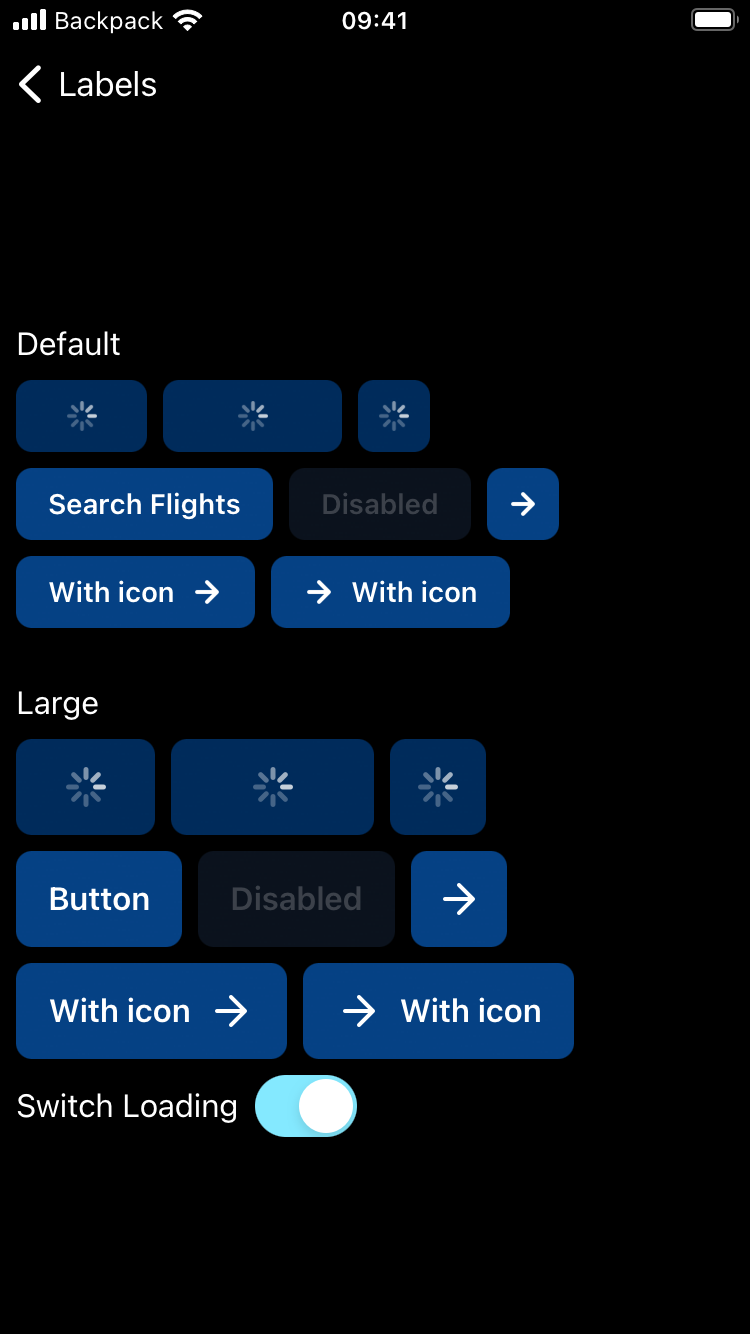 Backpack 09:41
Labels
Default
Search Flights Disabled
With icon With icon
Large
Button Disabled
With icon With icon
Switch Loading